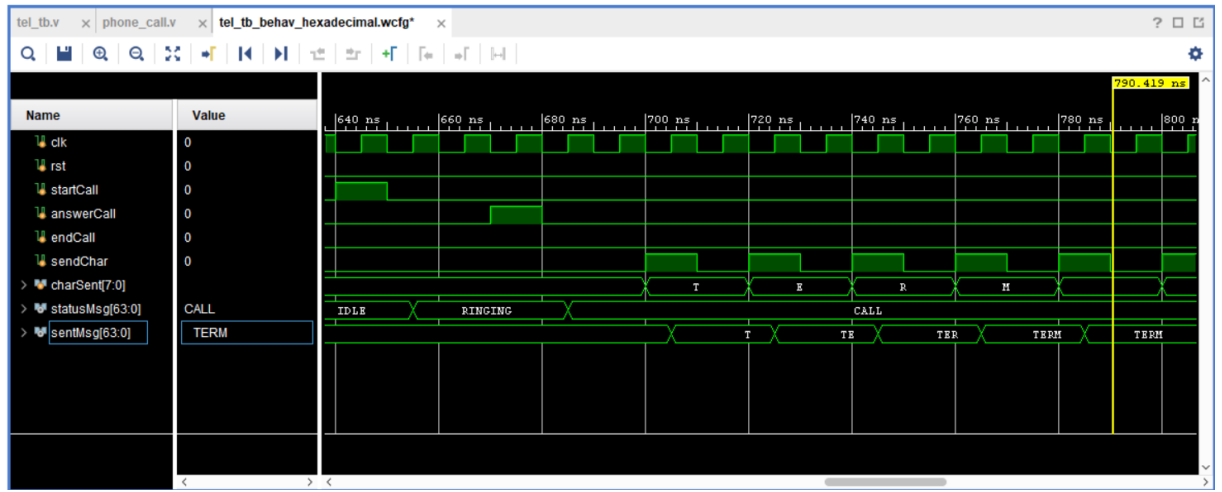 tel_tb.v × phone_call.v × tel_tb_behav_hexadecimal.wcfg* ×
790.419 ns
Name Value
640 ns 660 ns 680 ns 700 ns 720 ns 740 ns 760 ns 780 ns 800 n
clk 0
rst 0
startCall 0
answerCall 0
endCall 0
sendChar 0
charSent[7:0] T E R M
statusMsg[63:0] CALL IDLE RINGING CALL
sentMsg[63:0] TERM T TE TER TERM TERM